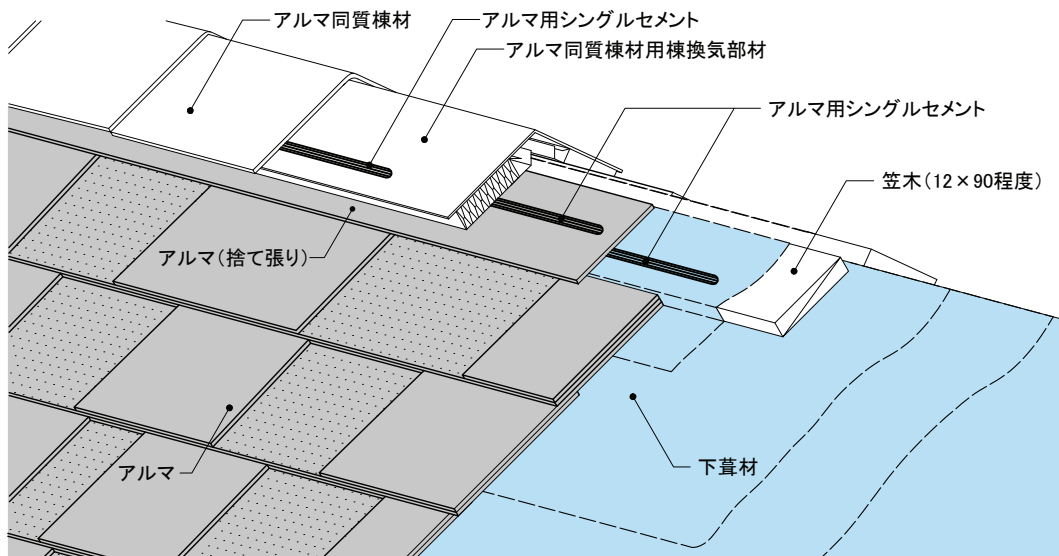 アルマ同質棟材
アルマ用シングルセメント
アルマ同質棟材用棟換気部材
アルマ用シングルセメント
笠木(12×90程度)
アルマ(捨て張り)
アルマ
下葺材